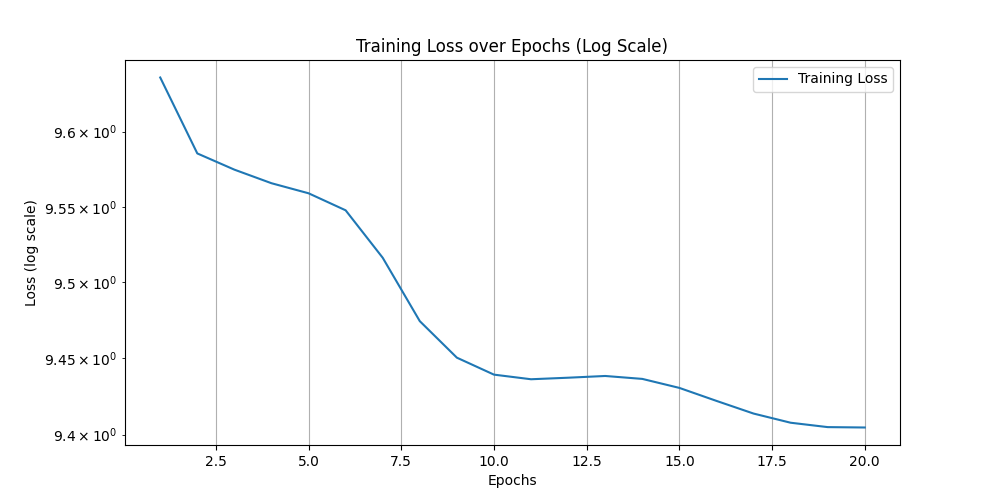 Training Loss over Epochs (Log Scale)
Training Loss
Loss (log scale)
9.6 × 10⁰
9.55 × 10⁰
9.5 × 10⁰
9.45 × 10⁰
9.4 × 10⁰
2.5 5.0 7.5 10.0 12.5 15.0 17.5 20.0
Epochs